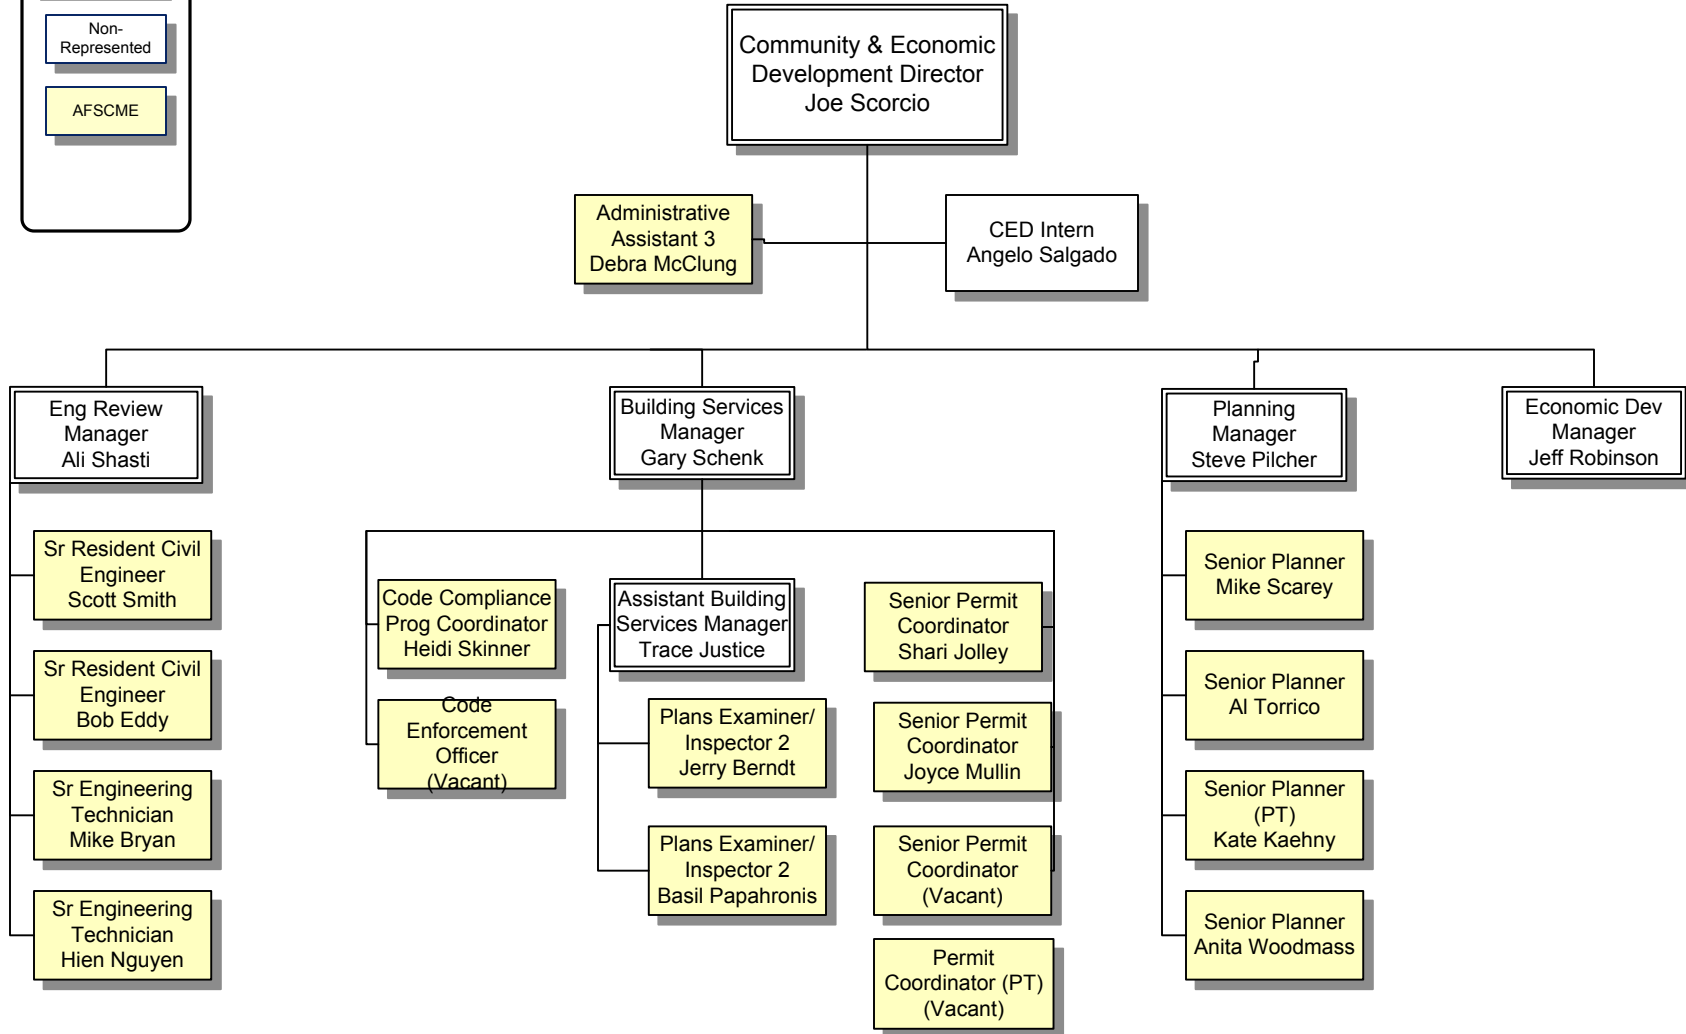 Non-
Represented
AFSCME
Community & Economic
Development Director
Joe Scorcio
Administrative
Assistant 3
Debra McClung
CED Intern
Angelo Salgado
Eng Review
Manager
Ali Shasti
Building Services
Manager
Gary Schenk
Planning
Manager
Steve Pilcher
Economic Dev
Manager
Jeff Robinson
Sr Resident Civil
Engineer
Scott Smith
Sr Resident Civil
Engineer
Bob Eddy
Sr Engineering
Technician
Mike Bryan
Sr Engineering
Technician
Hien Nguyen
Code Compliance
Prog Coordinator
Heidi Skinner
Code
Enforcement
Officer
(Vacant)
Assistant Building
Services Manager
Trace Justice
Plans Examiner/
Inspector 2
Jerry Berndt
Plans Examiner/
Inspector 2
Basil Papahronis
Senior Permit
Coordinator
Shari Jolley
Senior Permit
Coordinator
Joyce Mullin
Senior Permit
Coordinator
(Vacant)
Permit
Coordinator (PT)
(Vacant)
Senior Planner
Mike Scarey
Senior Planner
Al Torrico
Senior Planner
(PT)
Kate Kaehny
Senior Planner
Anita Woodmass